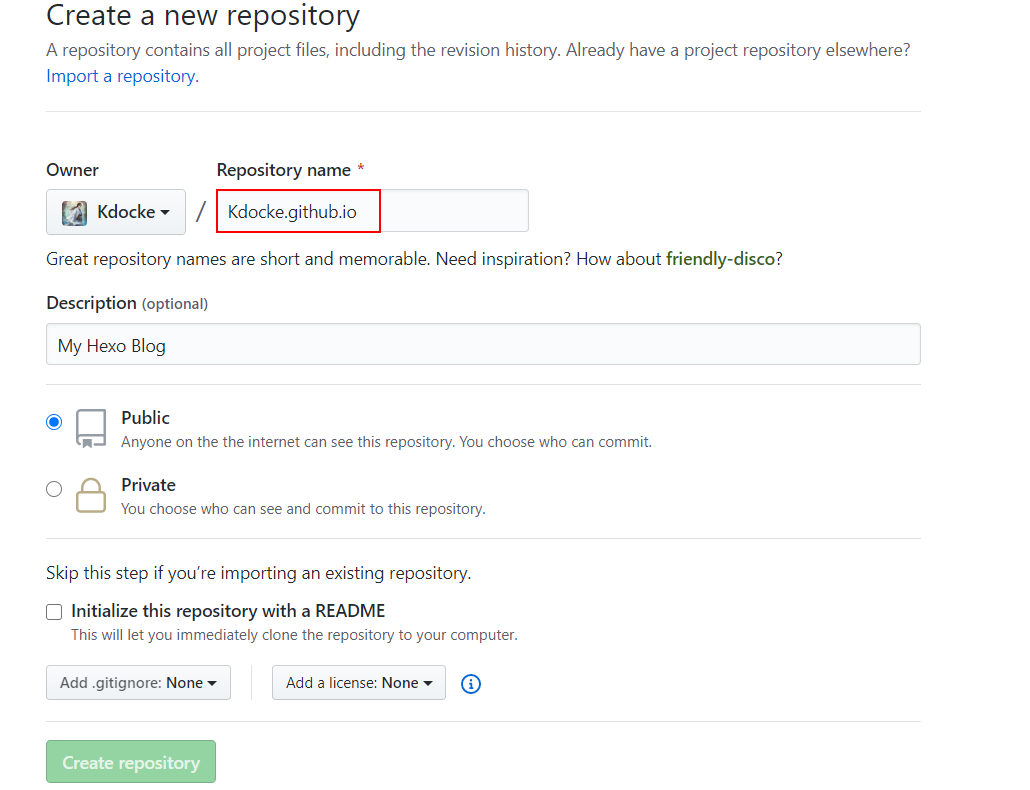 Create a new repository
A repository contains all project files, including the revision history. Already have a project repository elsewhere?
Import a repository.
Owner
Repository name *
Kdocke
/
Kdocke.github.io
Great repository names are short and memorable. Need inspiration? How about friendly-disco?
Description (optional)
My Hexo Blog
Public
Anyone on the the internet can see this repository. You choose who can commit.
Private
You choose who can see and commit to this repository.
Skip this step if you’re importing an existing repository.
Initialize this repository with a README
This will let you immediately clone the repository to your computer.
Add .gitignore: None
Add a license: None
Create repository